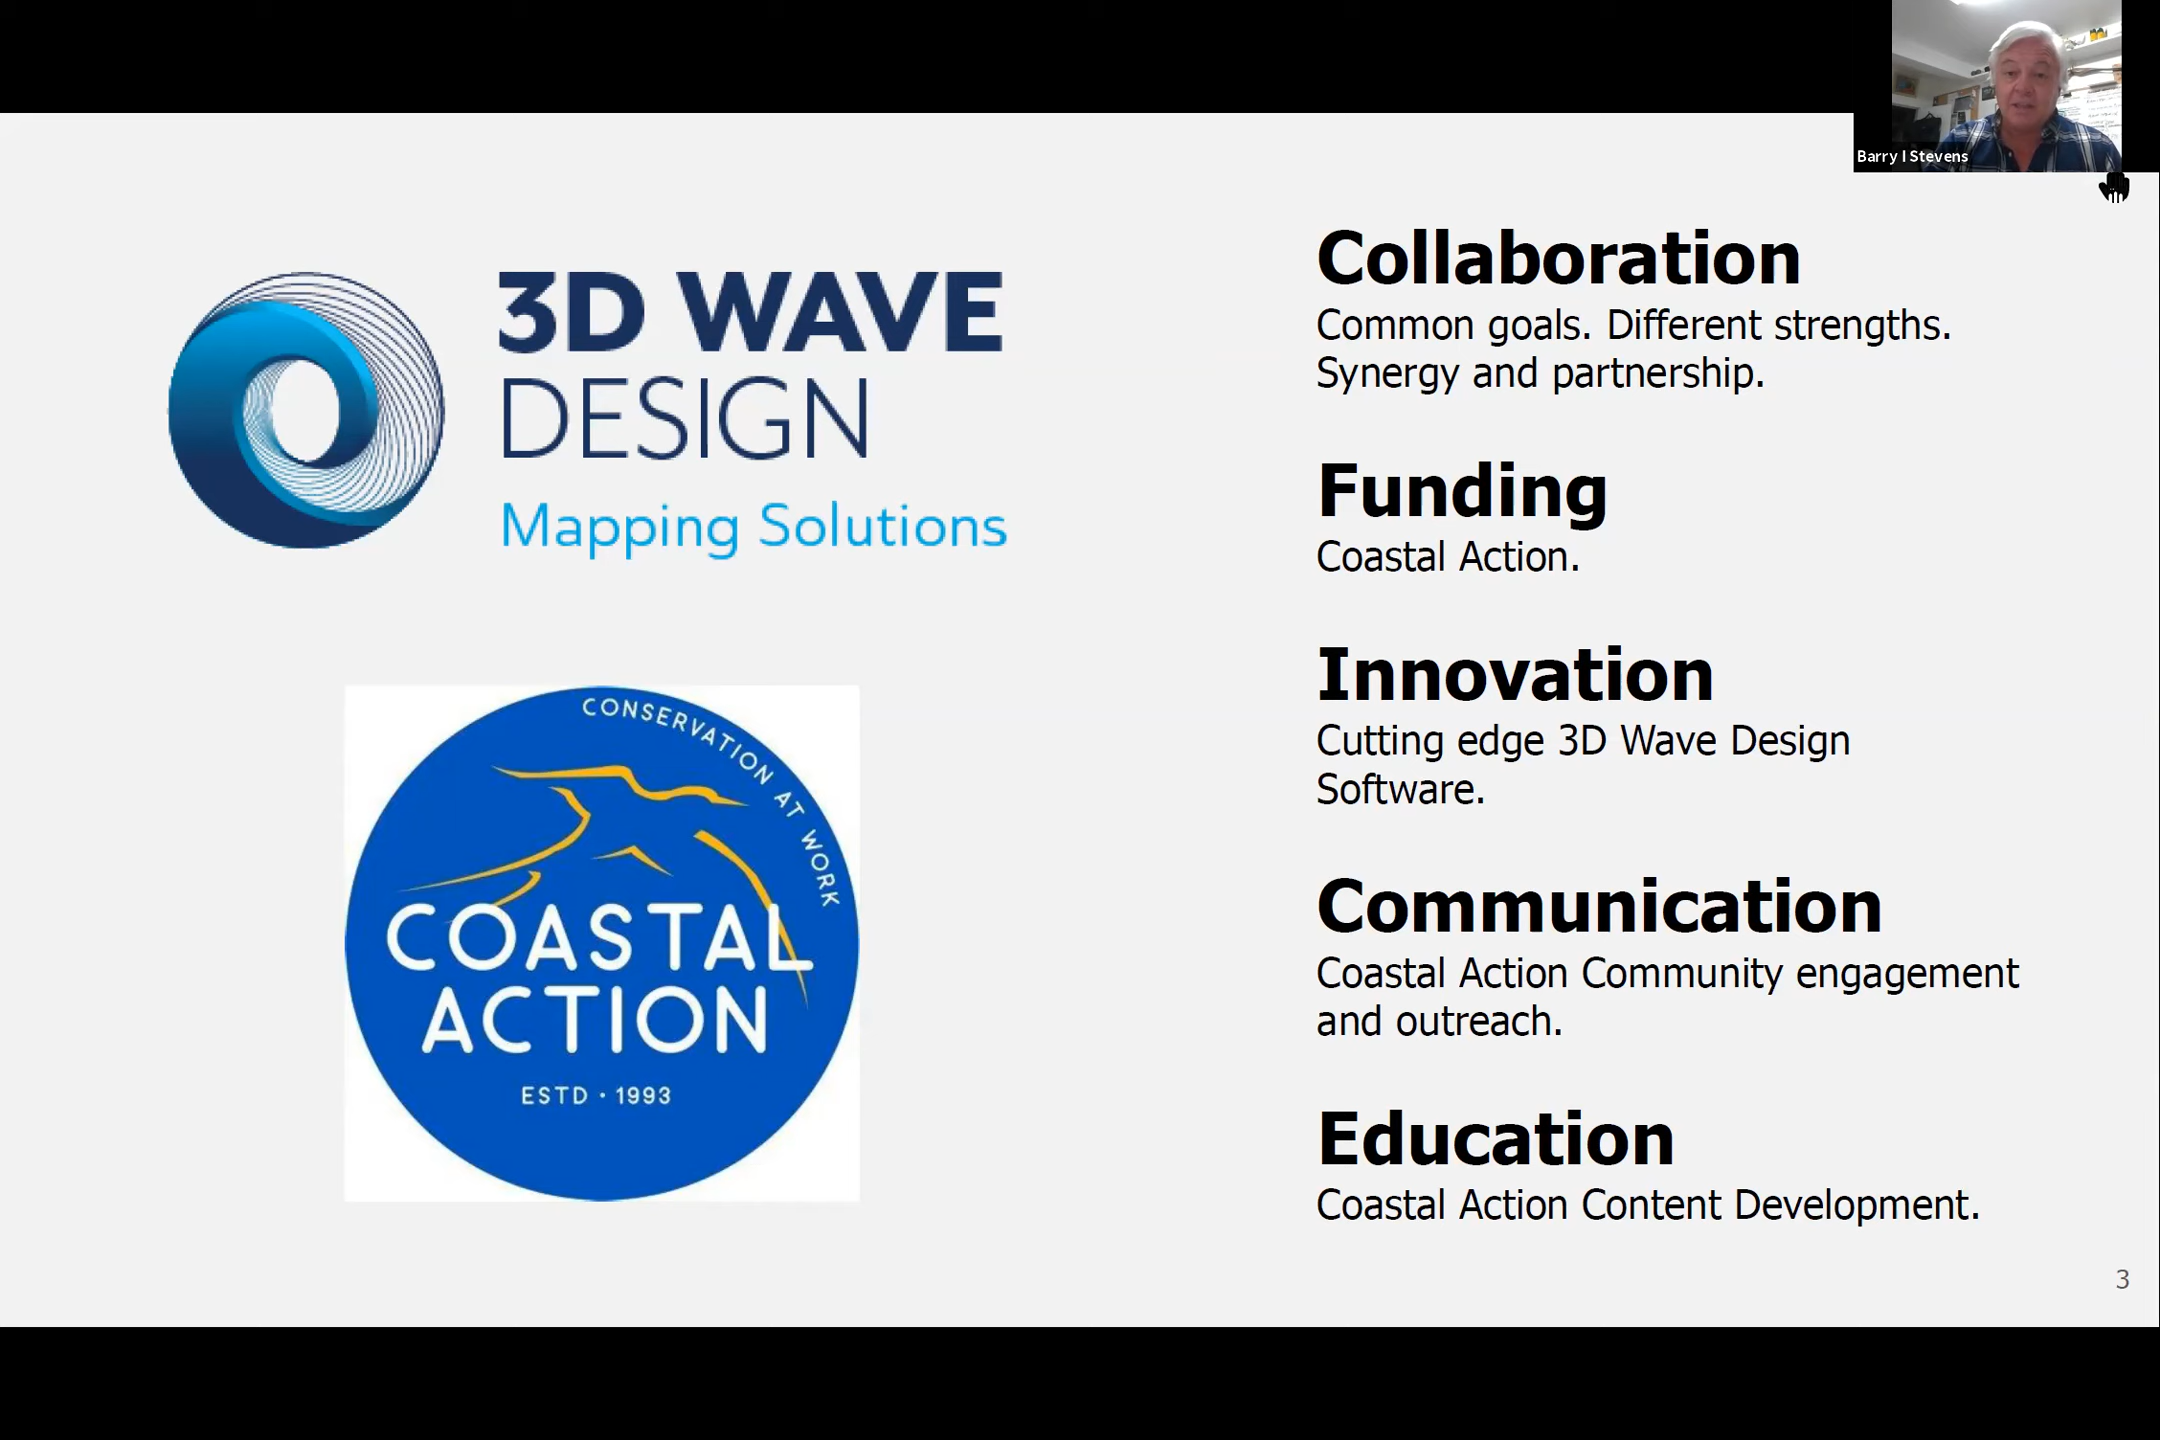 Barry I Stevens
3D WAVE
DESIGN
Mapping Solutions
CONSERVATION AT WORK
COASTAL
ACTION
ESTD · 1993
Collaboration
Common goals. Different strengths.
Synergy and partnership.
Funding
Coastal Action.
Innovation
Cutting edge 3D Wave Design
Software.
Communication
Coastal Action Community engagement
and outreach.
Education
Coastal Action Content Development.
3